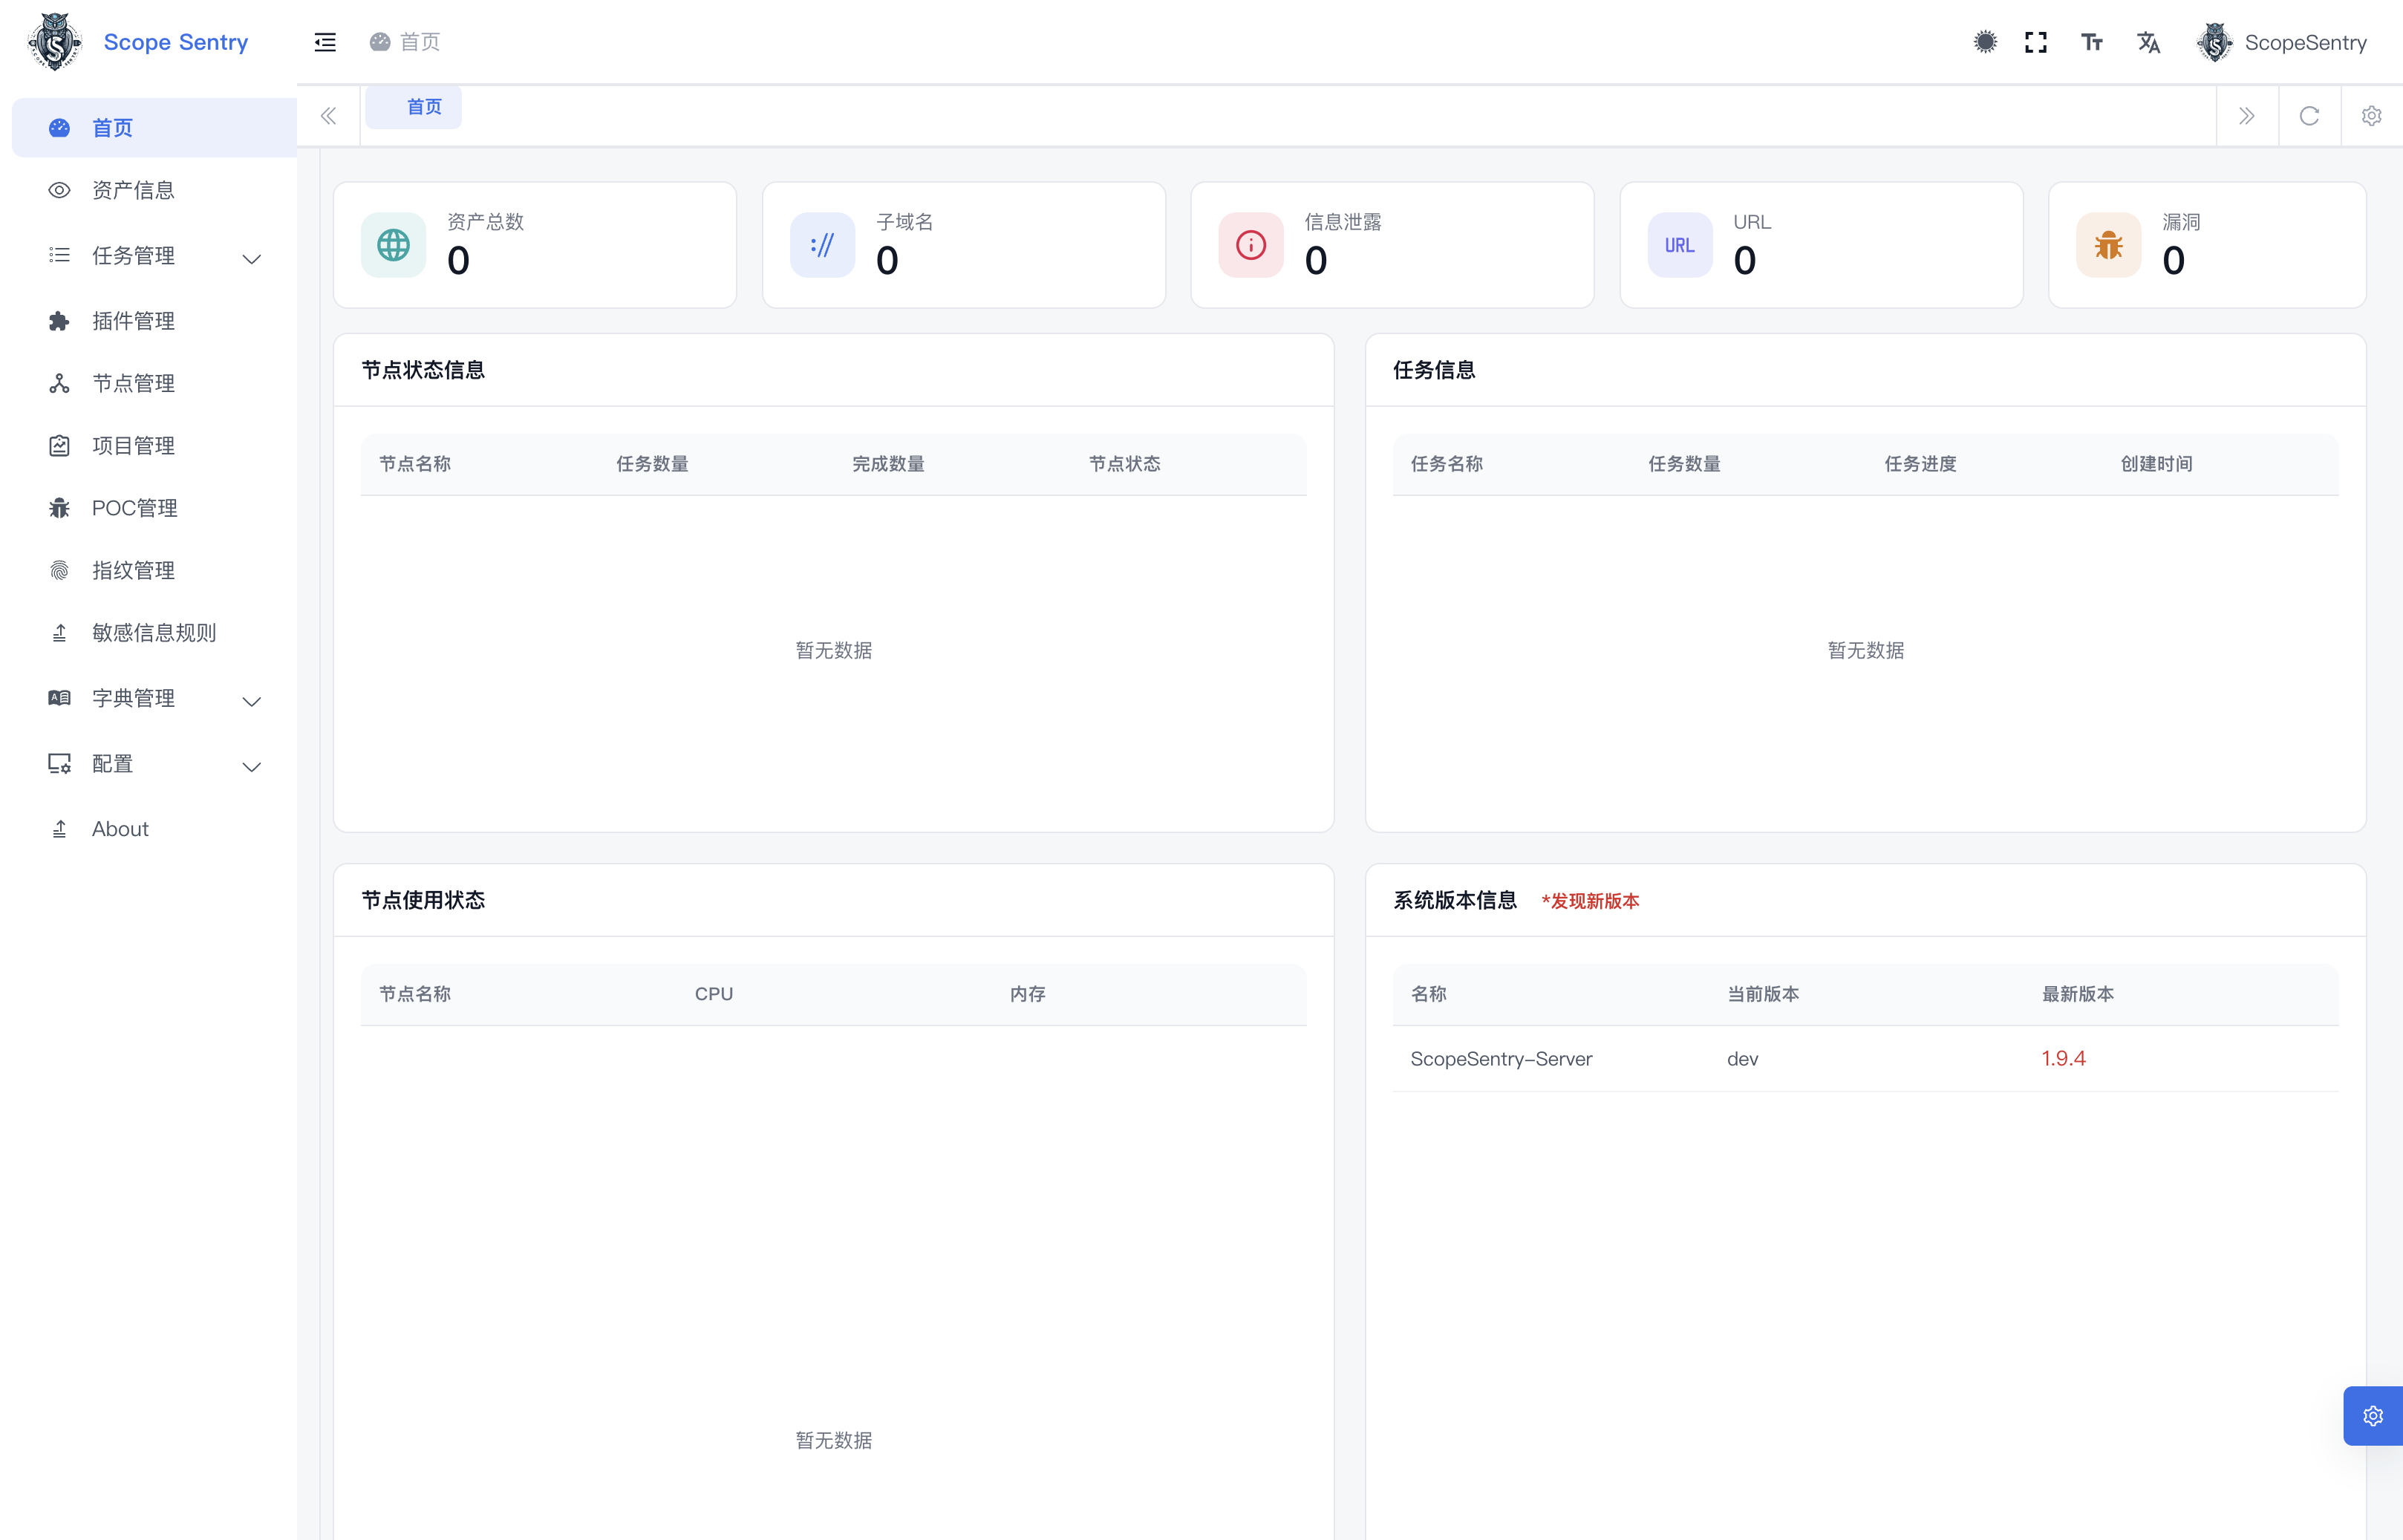 Scope Sentry
首页
ScopeSentry
首页
首页
资产信息
任务管理
插件管理
节点管理
项目管理
POC管理
指纹管理
敏感信息规则
字典管理
配置
About
资产总数
0
://
子域名
0
信息泄露
0
URL
URL
0
漏洞
0
节点状态信息
节点名称 任务数量 完成数量 节点状态
暂无数据
任务信息
任务名称 任务数量 任务进度 创建时间
暂无数据
节点使用状态
节点名称 CPU 内存
暂无数据
系统版本信息 *发现新版本
名称 当前版本 最新版本
ScopeSentry-Server dev 1.9.4